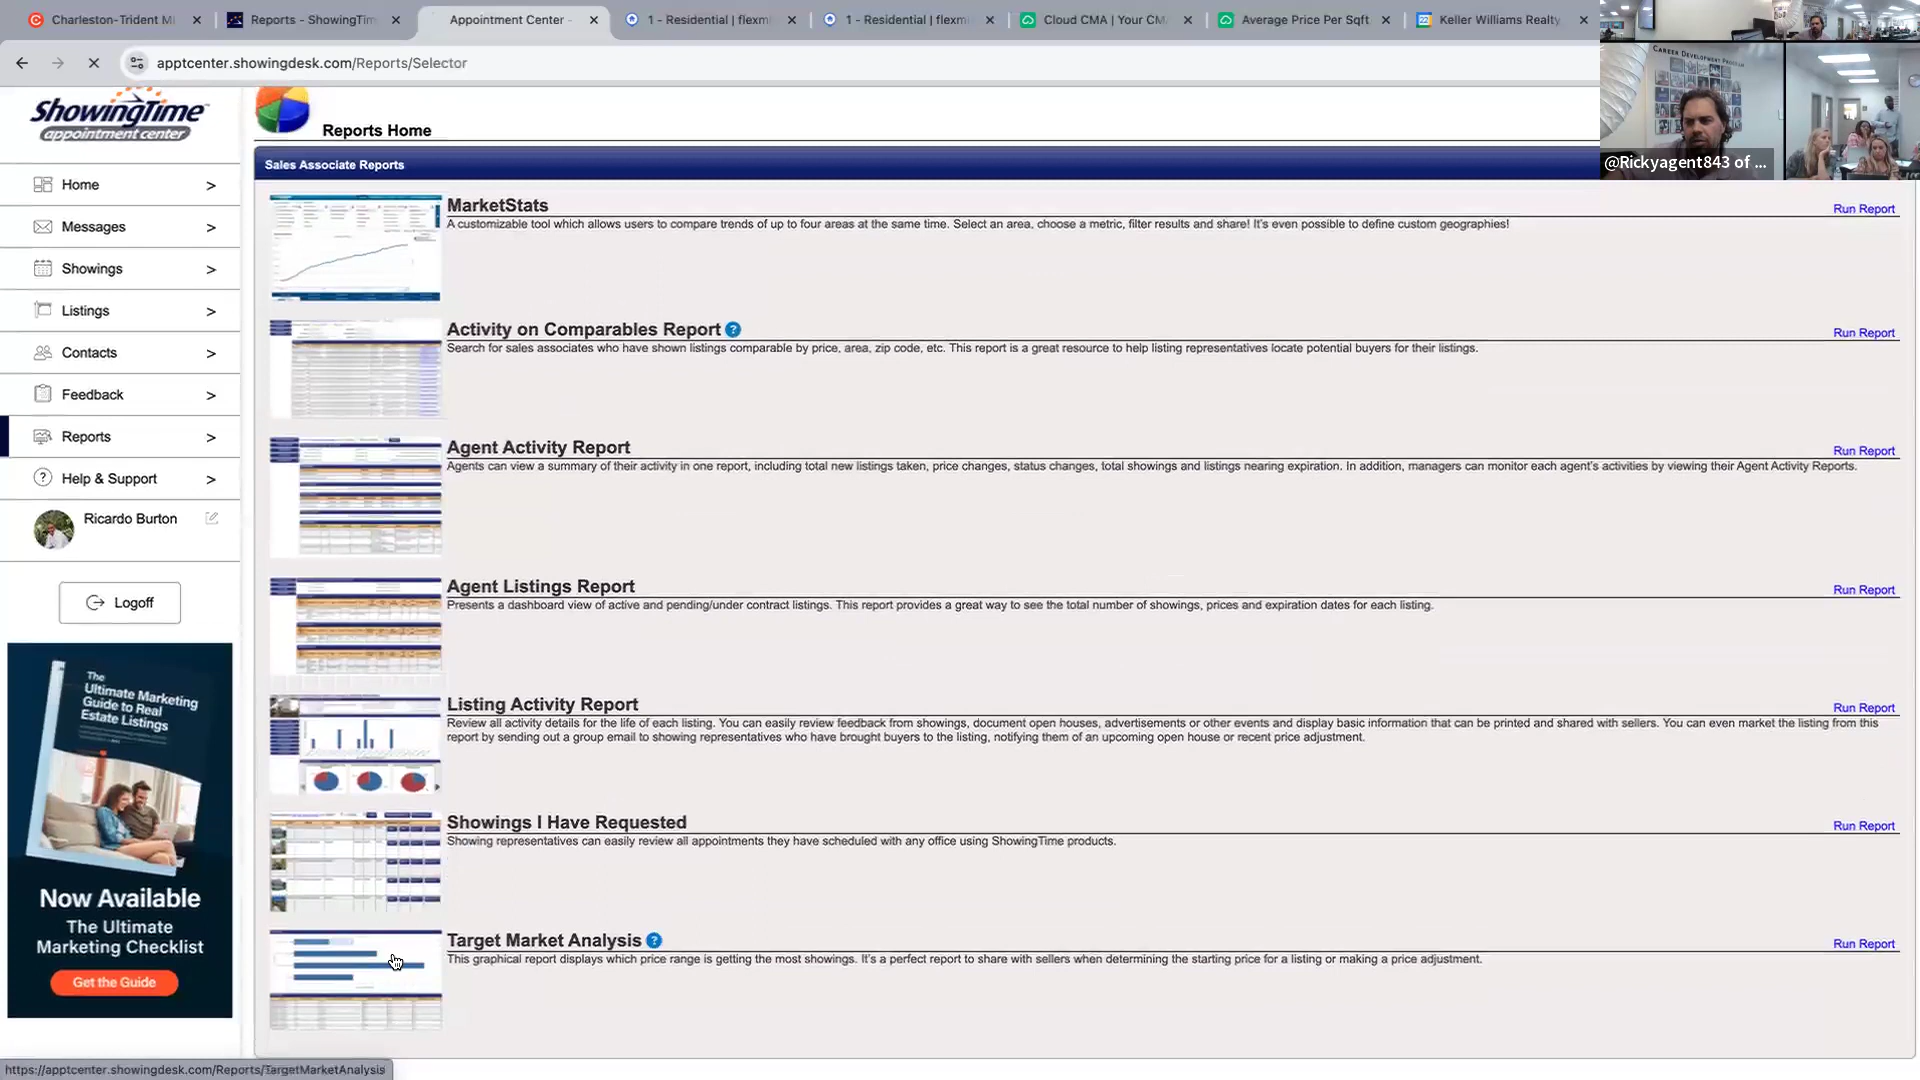 Charleston-Trident Mi
Reports - ShowingTim
Appointment Center -
1 - Residential | flexmi
1 - Residential | flexmi
Cloud CMA | Your CM
Average Price Per Sqft
Keller Williams Realty
apptcenter.showingdesk.com/Reports/Selector
CAREER DEVELOPMENT PROGRAM
@Rickyagent843 of ...
ShowingTime
appointment center
Home >
Messages >
Showings >
Listings >
Contacts >
Feedback >
Reports >
Help & Support >
Ricardo Burton
Logoff
The
Ultimate Marketing
Guide to Real
Estate Listings
Now Available
The Ultimate
Marketing Checklist
Get the Guide
Reports Home
Sales Associate Reports
MarketStats
Run Report
A customizable tool which allows users to compare trends of up to four areas at the same time. Select an area, choose a metric, filter results and share! It's even possible to define custom geographies!
Activity on Comparables Report ?
Run Report
Search for sales associates who have shown listings comparable by price, area, zip code, etc. This report is a great resource to help listing representatives locate potential buyers for their listings.
Agent Activity Report
Run Report
Agents can view a summary of their activity in one report, including total new listings taken, price changes, status changes, total showings and listings nearing expiration. In addition, managers can monitor each agent's activities by viewing their Agent Activity Reports.
Agent Listings Report
Run Report
Presents a dashboard view of active and pending/under contract listings. This report provides a great way to see the total number of showings, prices and expiration dates for each listing.
Listing Activity Report
Run Report
Review all activity details for the life of each listing. You can easily review feedback from showings, document open houses, advertisements or other events and display basic information that can be printed and shared with sellers. You can even market the listing from this
report by sending out a group email to showing representatives who have brought buyers to the listing, notifying them of an upcoming open house or recent price adjustment.
Showings I Have Requested
Run Report
Showing representatives can easily review all appointments they have scheduled with any office using ShowingTime products.
Target Market Analysis ?
Run Report
This graphical report displays which price range is getting the most showings. It's a perfect report to share with sellers when determining the starting price for a listing or making a price adjustment.
https://apptcenter.showingdesk.com/Reports/TargetMarketAnalysis